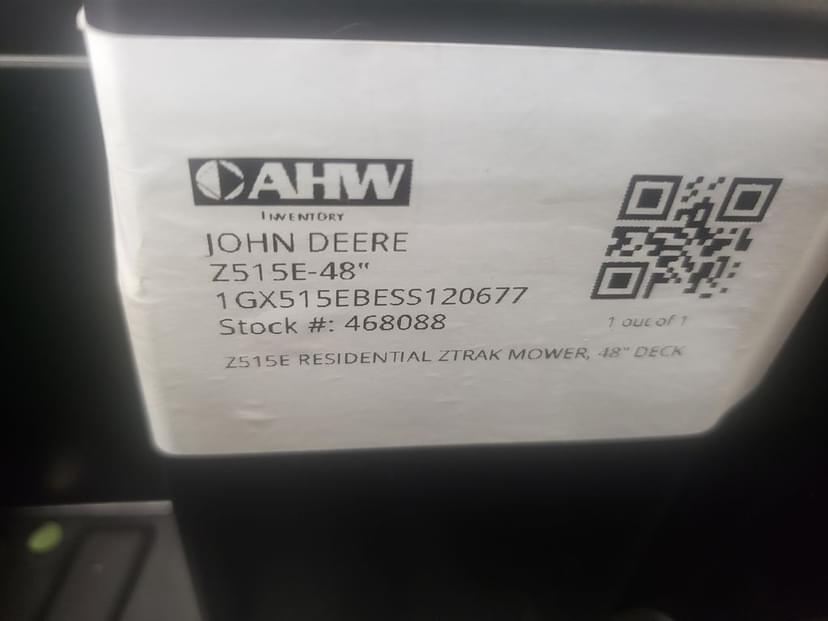 AHW
INVENTORY
JOHN DEERE
Z515E-48"
1GX515EBESS120677
Stock #: 468088
1 out of 1
Z515E RESIDENTIAL ZTRAK MOWER, 48" DECK